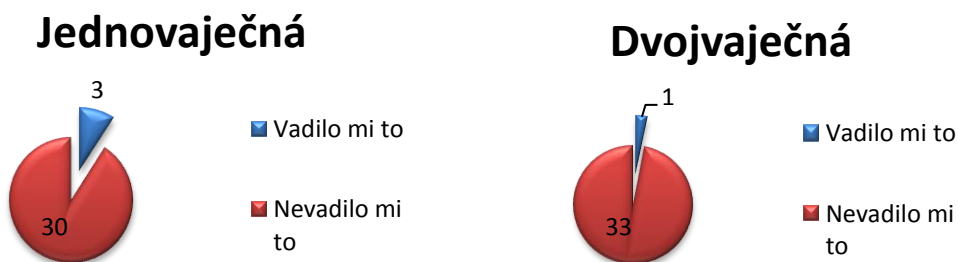 Jednovaječná
3
Vadilo mi to
Nevadilo mi
to
30
Dvojvaječná
1
Vadilo mi to
Nevadilo mi
to
33